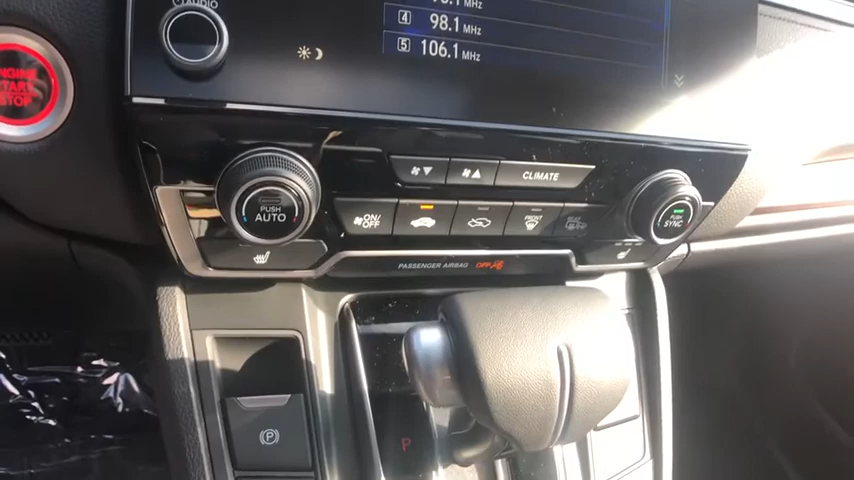 AUDIO
4 98.1 MHz
5 106.1 MHz
ENGINE
START
STOP
CLIMATE
PUSH
AUTO
ON/
OFF
FRONT
REAR
PUSH
SYNC
PASSENGER AIRBAG OFF
P
P